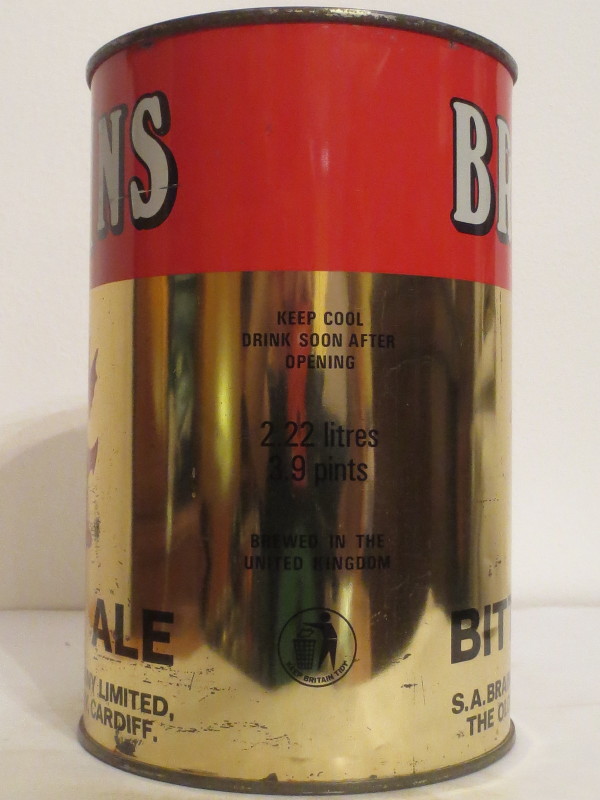 NS
BR
KEEP COOL
DRINK SOON AFTER
OPENING
2.22 litres
3.9 pints
BREWED IN THE
UNITED KINGDOM
KEEP BRITAIN TIDY
ALE
NY LIMITED,
CARDIFF.
BIT
S.A.BRA
THE OL